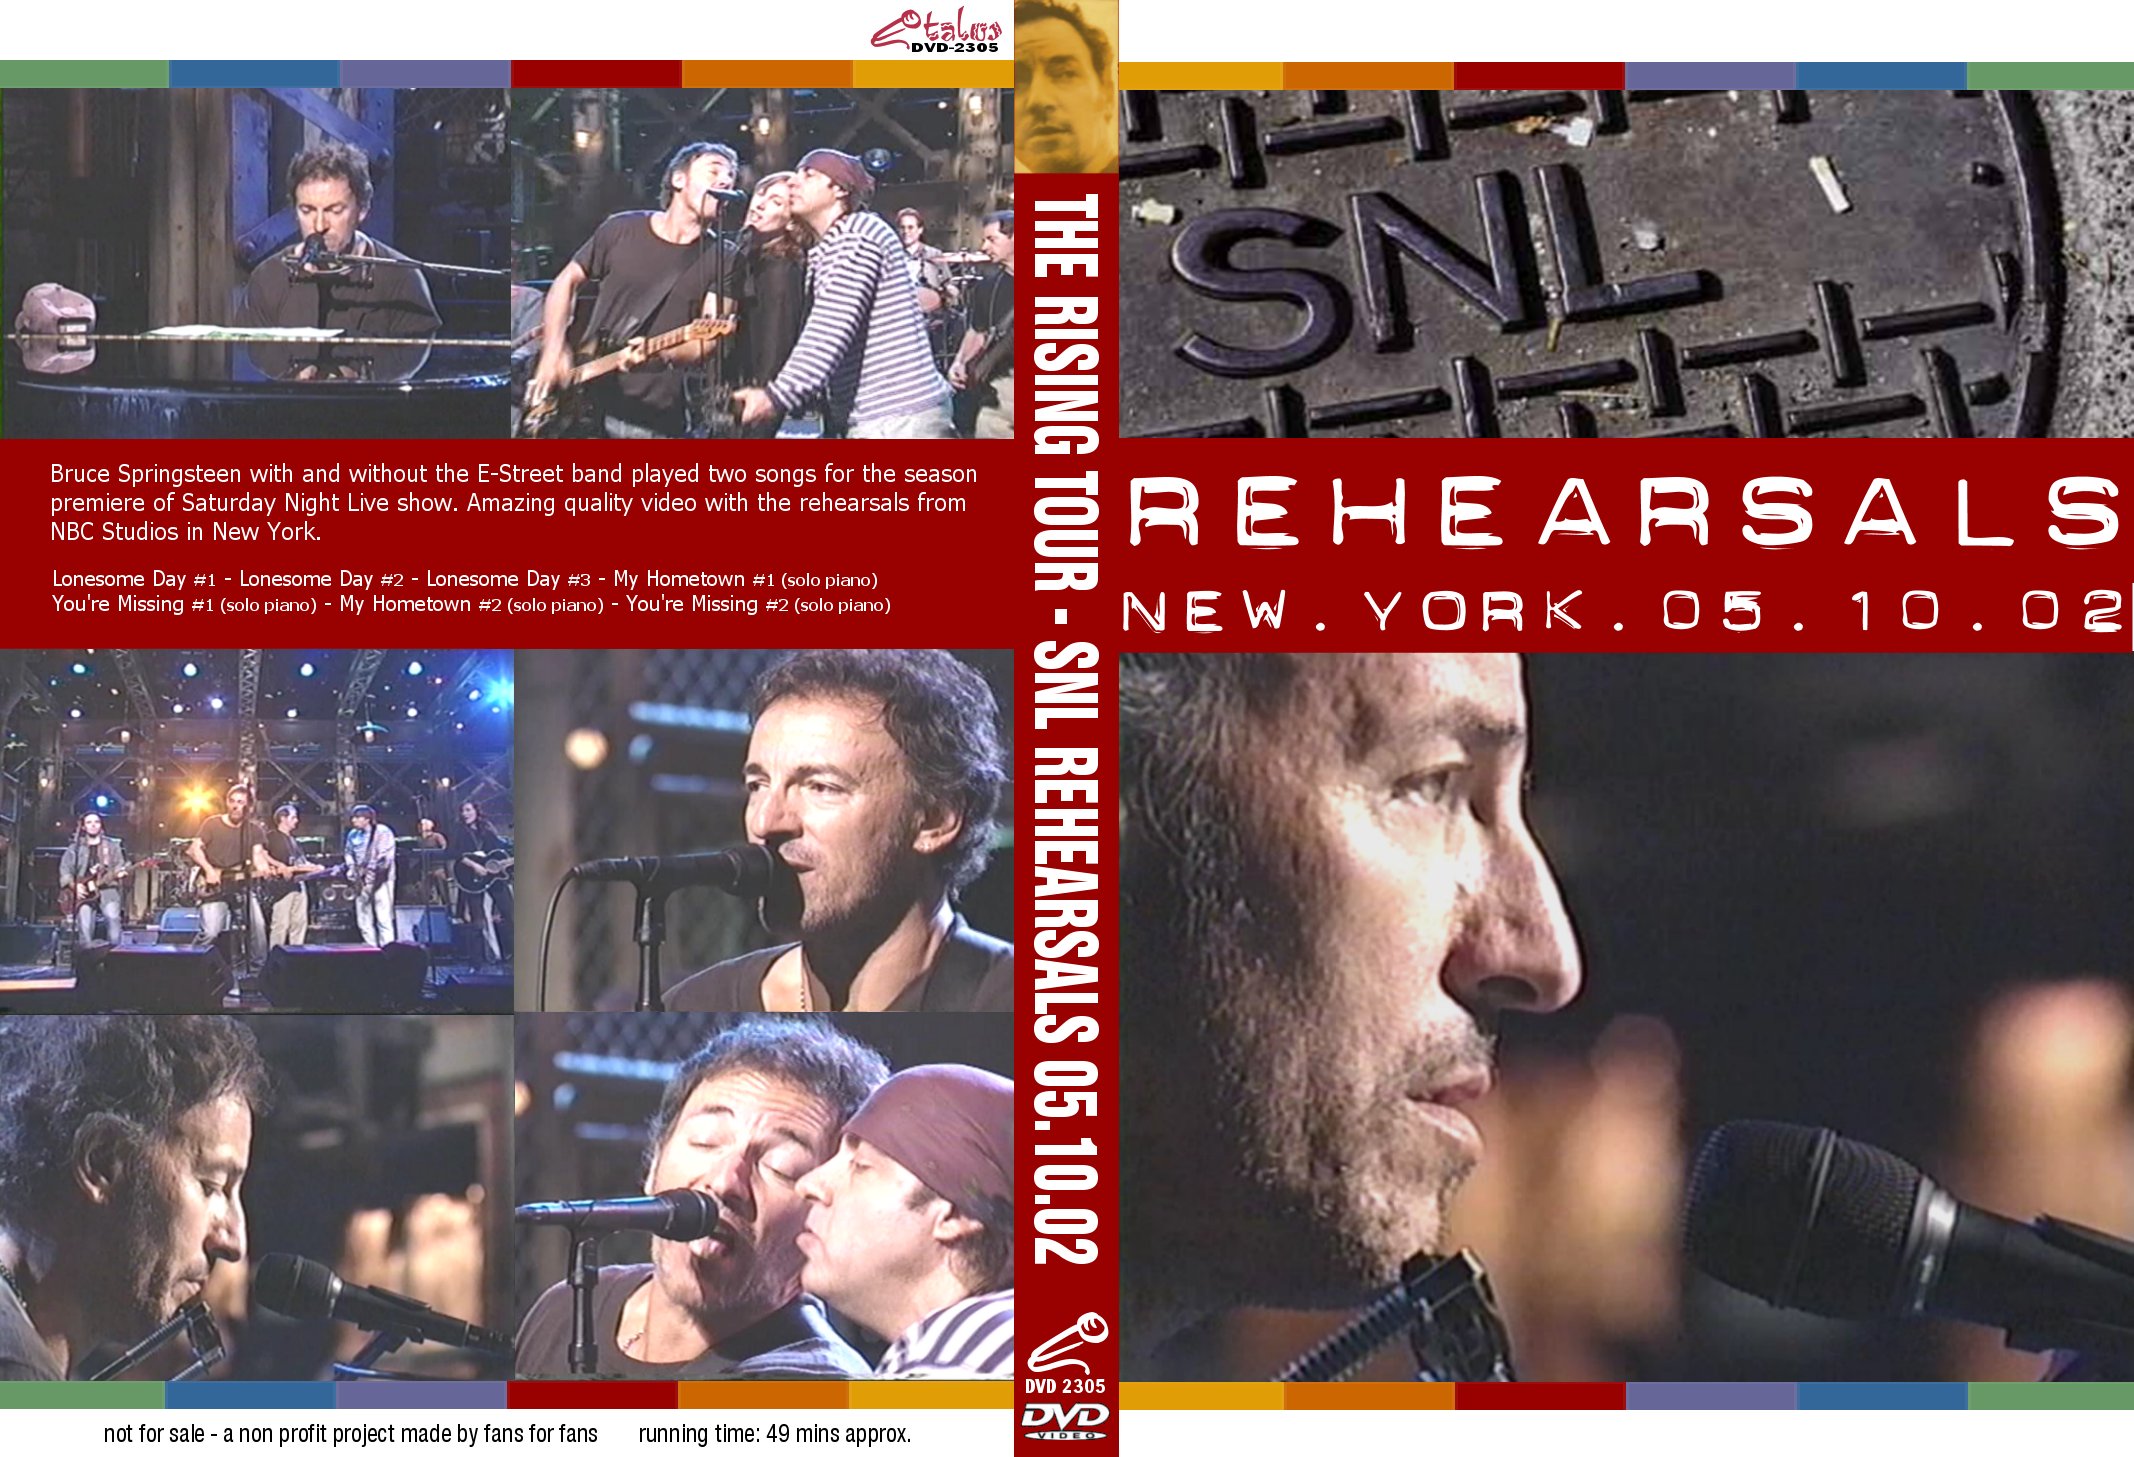 talus
DVD-2305
Bruce Springsteen with and without the E-Street band played two songs for the season
premiere of Saturday Night Live show. Amazing quality video with the rehearsals from
NBC Studios in New York.
Lonesome Day #1 - Lonesome Day #2 - Lonesome Day #3 - My Hometown #1 (solo piano)
You're Missing #1 (solo piano) - My Hometown #2 (solo piano) - You're Missing #2 (solo piano)
not for sale - a non profit project made by fans for fans running time: 49 mins approx.
THE RISING TOUR - SNL REHEARSALS 05.10.02
DVD 2305
DVD
VIDEO
SNL
REHEARSALS
NEW.YORK.05.10.02